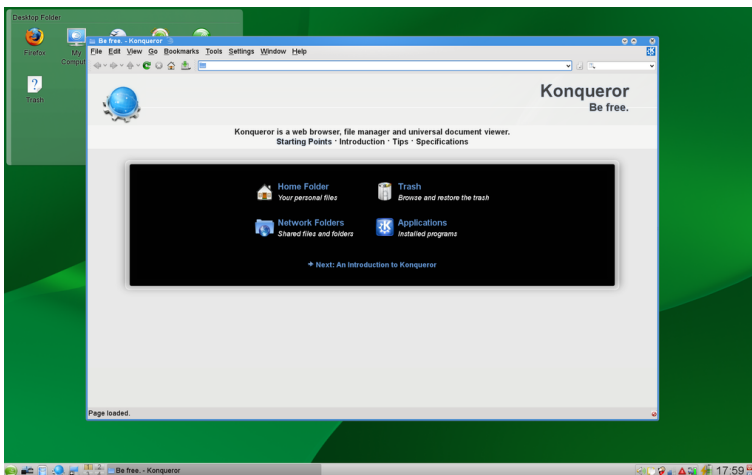 Desktop Folder
Firefox
My
Comput
Trash
Be free. - Konqueror
File Edit View Go Bookmarks Tools Settings Window Help
Konqueror
Be free.
Konqueror is a web browser, file manager and universal document viewer.
Starting Points · Introduction · Tips · Specifications
Home Folder
Your personal files
Trash
Browse and restore the trash
Network Folders
Shared files and folders
Applications
Installed programs
Next: An Introduction to Konqueror
Page loaded.
Be free. - Konqueror
17:59